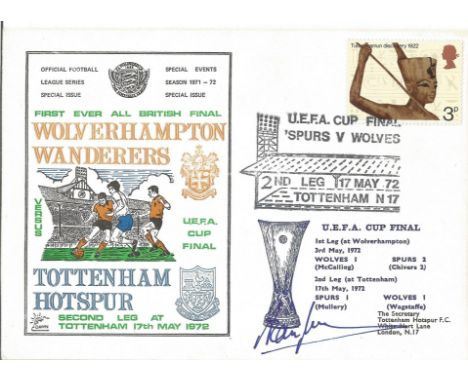 OFFICIAL FOOTBALL
LEAGUE SERIES
SPECIAL ISSUE
SPECIAL EVENTS
SEASON 1971 - 72
SPECIAL ISSUE
FIRST EVER ALL BRITISH FINAL
WOLVERHAMPTON
WANDERERS
VERSUS
U.E.F.A.
CUP
FINAL
TOTTENHAM
HOTSPUR
SECOND LEG AT
TOTTENHAM 17th MAY 1972
DAWN
Tutankhamun discovery 1922
3P
U.E.F.A. CUP FINAL
'SPURS V WOLVES
2ND LEG 17 MAY 72
TOTTENHAM N17
U.E.F.A. CUP FINAL
1st Leg (at Wolverhampton)
3rd May, 1972
WOLVES 1 SPURS 2
(McCalliog) (Chivers 2)
2nd Leg (at Tottenham)
17th May, 1972
SPURS 1 WOLVES 1
(Mullery) (Wagstaffe)
The Secretary
Tottenham Hotspur F.C.
White Hart Lane
London, N.17